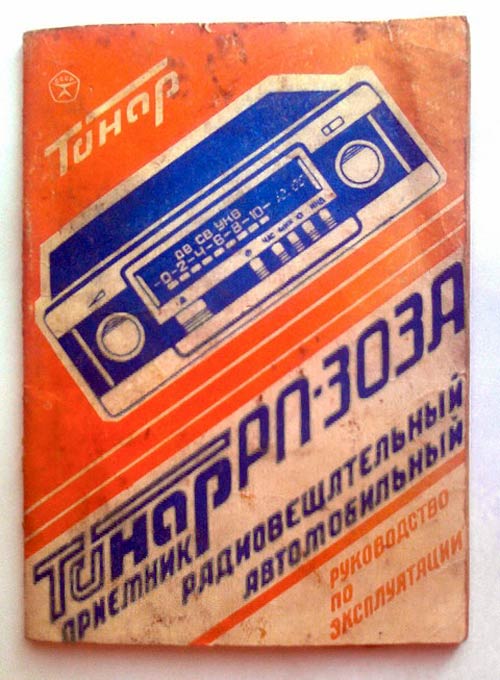 Тинар
ДВ СВ УКВ
-0-2-4-6-8-10-
Тинар РП-303А
ПРИЕМНИК РАДИОВЕЩАТЕЛЬНЫЙ
АВТОМОБИЛЬНЫЙ
РУКОВОДСТВО
ПО
ЭКСПЛУАТАЦИИ